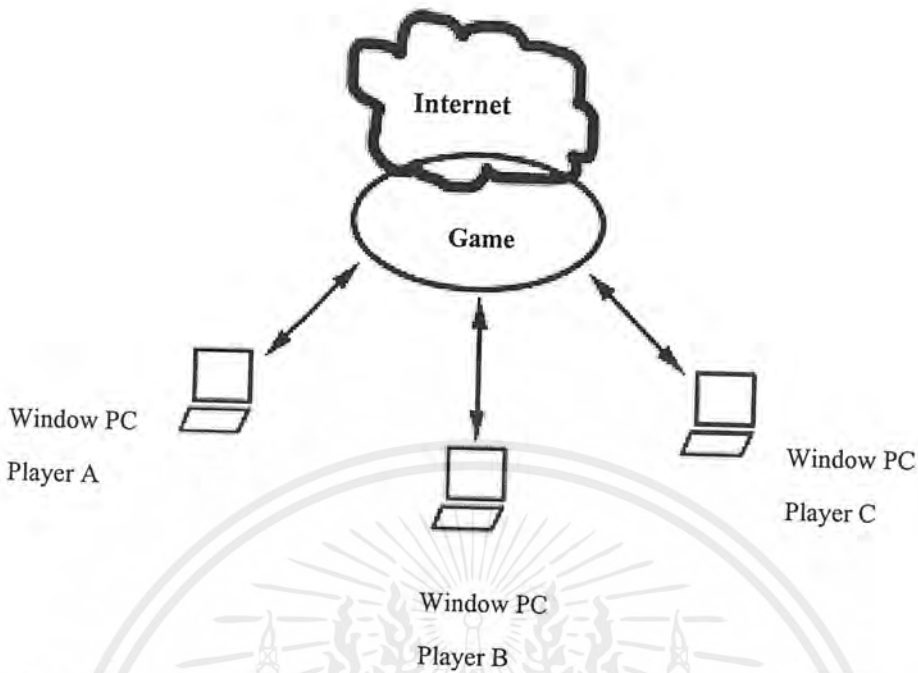 Internet
Game
Window PC
Player A
Window PC
Player B
Window PC
Player C